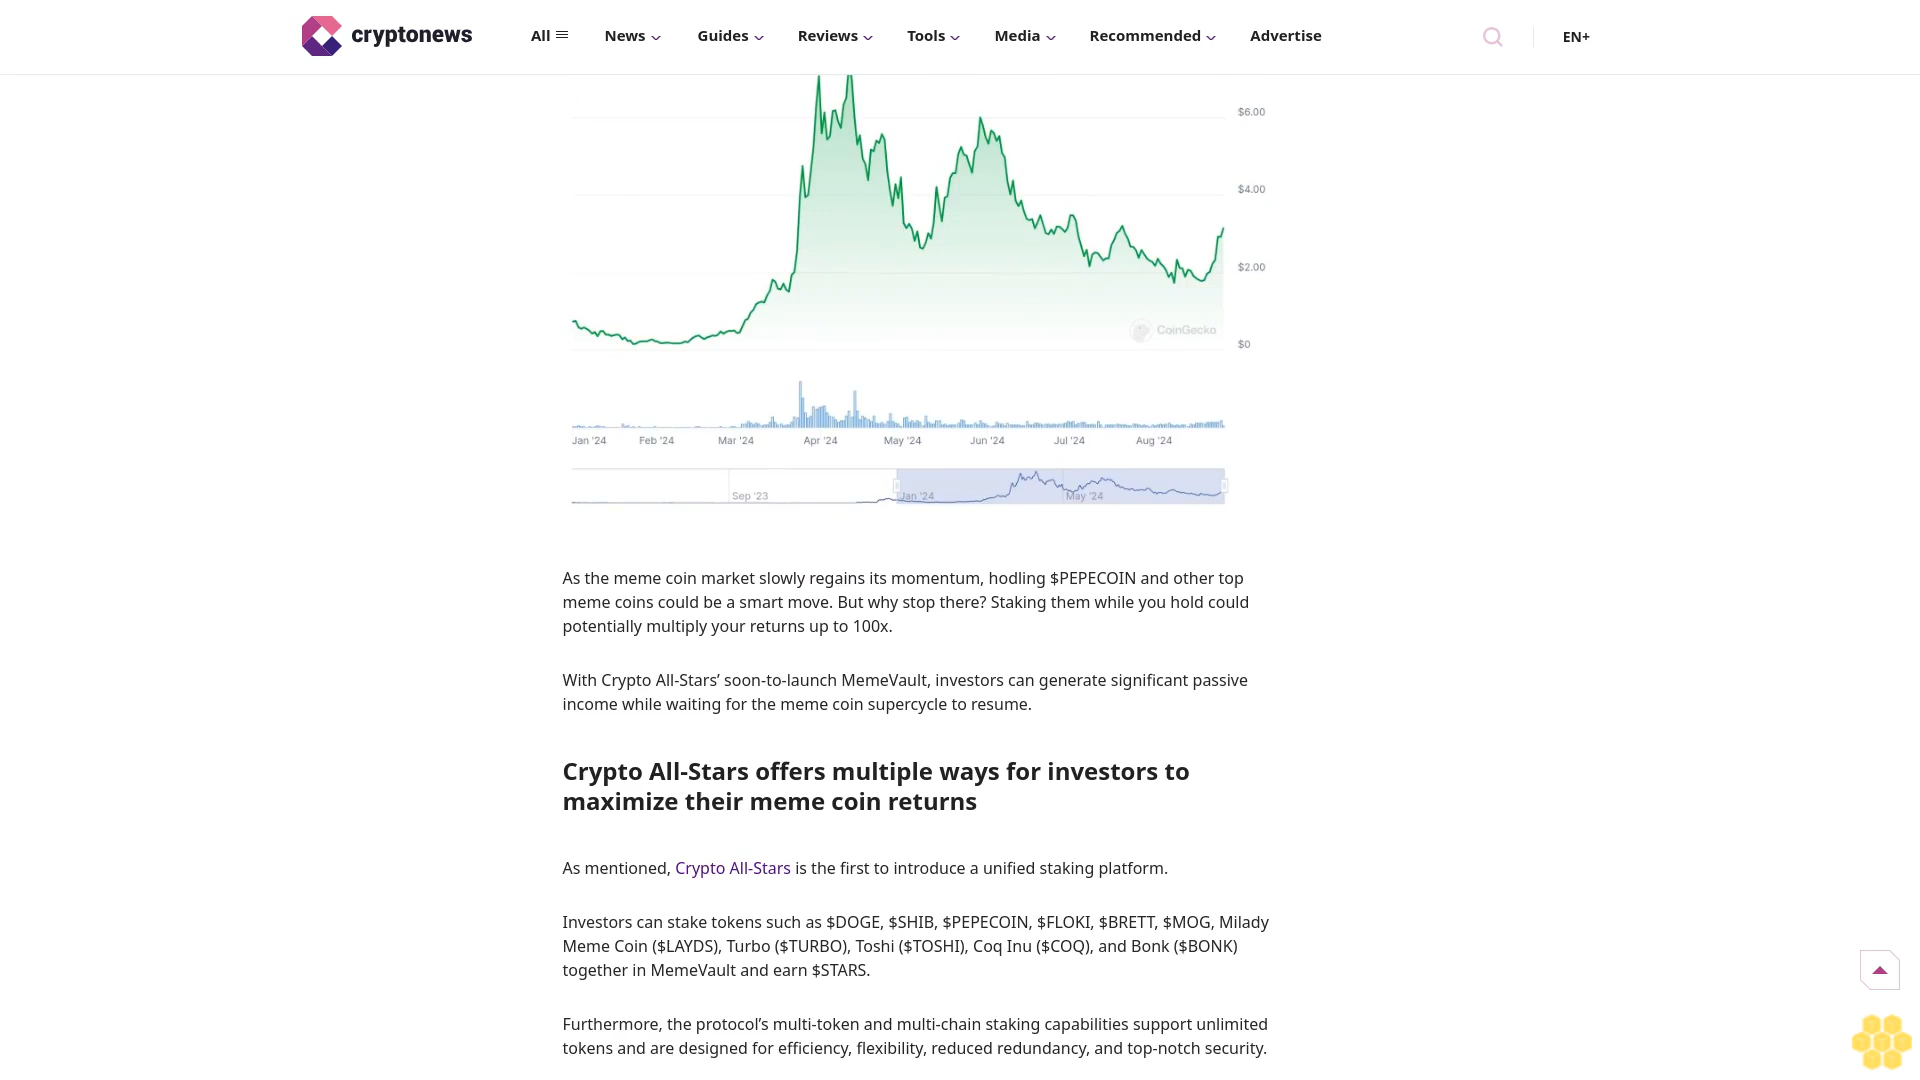 cryptonews
All
News
Guides
Reviews
Tools
Media
Recommended
Advertise
EN+
$6.00
$4.00
$2.00
CoinGecko
$0
Jan '24 Feb '24 Mar '24 Apr '24 May '24 Jun '24 Jul '24 Aug '24
Sep '23 Jan '24 May '24
As the meme coin market slowly regains its momentum, hodling $PEPECOIN and other top
meme coins could be a smart move. But why stop there? Staking them while you hold could
potentially multiply your returns up to 100x.
With Crypto All-Stars’ soon-to-launch MemeVault, investors can generate significant passive
income while waiting for the meme coin supercycle to resume.
Crypto All-Stars offers multiple ways for investors to
maximize their meme coin returns
As mentioned, Crypto All-Stars is the first to introduce a unified staking platform.
Investors can stake tokens such as $DOGE, $SHIB, $PEPECOIN, $FLOKI, $BRETT, $MOG, Milady
Meme Coin ($LAYDS), Turbo ($TURBO), Toshi ($TOSHI), Coq Inu ($COQ), and Bonk ($BONK)
together in MemeVault and earn $STARS.
Furthermore, the protocol’s multi-token and multi-chain staking capabilities support unlimited
tokens and are designed for efficiency, flexibility, reduced redundancy, and top-notch security.